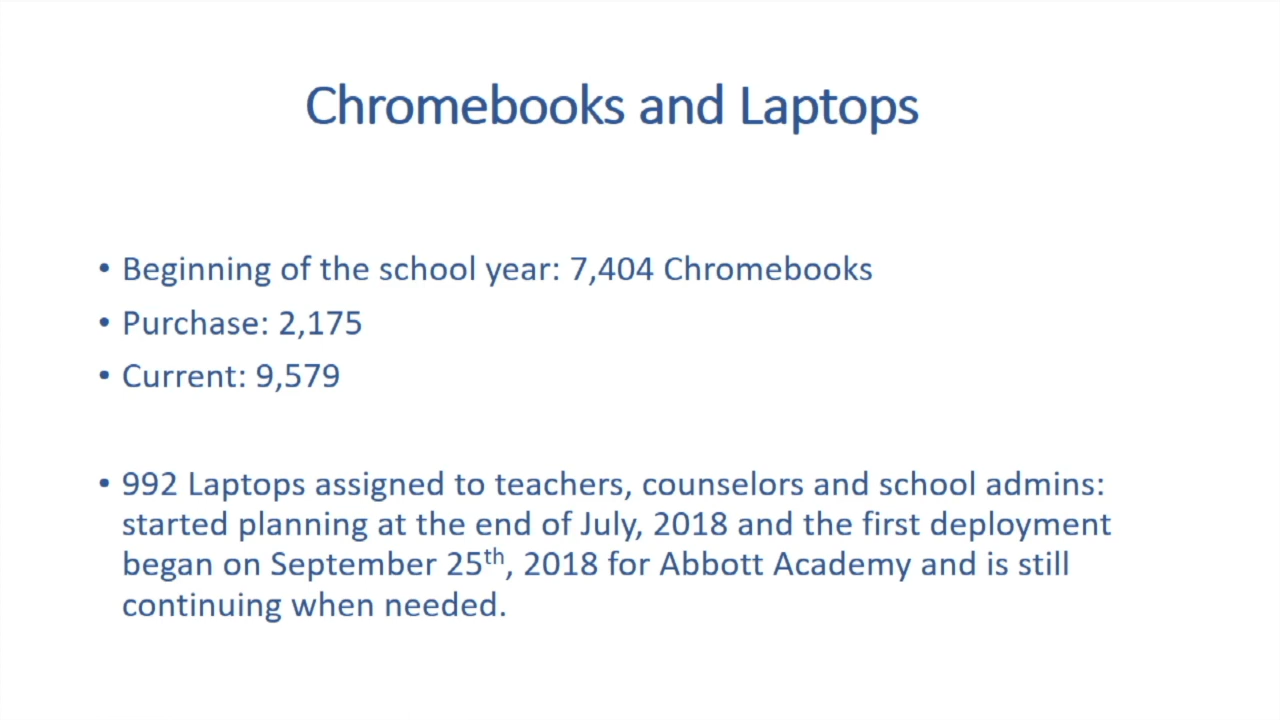 Chromebooks and Laptops
• Beginning of the school year: 7,404 Chromebooks
• Purchase: 2,175
• Current: 9,579
• 992 Laptops assigned to teachers, counselors and school admins:
started planning at the end of July, 2018 and the first deployment
began on September 25th, 2018 for Abbott Academy and is still
continuing when needed.